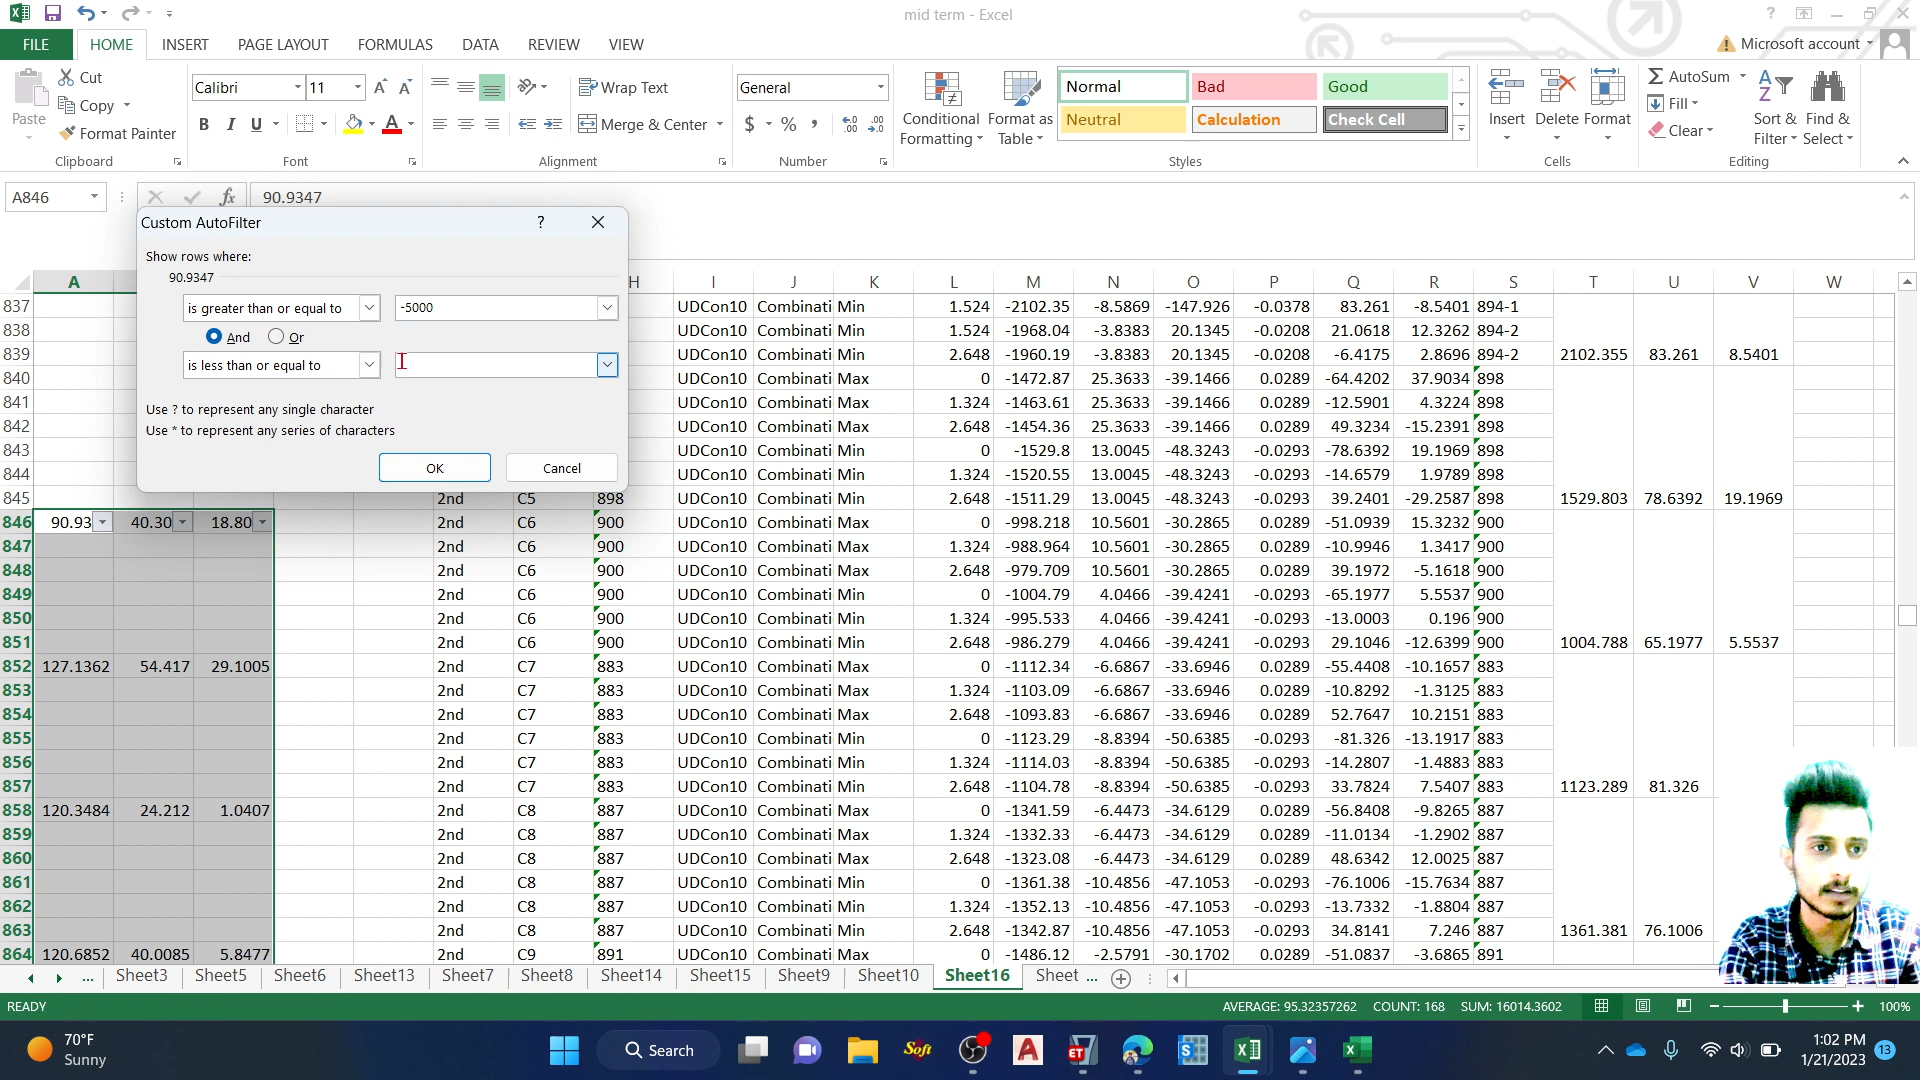 mid term - Excel
FILE HOME INSERT PAGE LAYOUT FORMULAS DATA REVIEW VIEW Microsoft account
Paste Cut Copy Format Painter Clipboard
Calibri 11 B I U Font
Wrap Text Merge & Center Alignment
General $ % , Number
Conditional Formatting Format as Table
Normal Bad Good
Neutral Calculation Check Cell
Styles
Insert Delete Format Cells
AutoSum Fill Clear Sort & Filter Find & Select Editing
A846 fx 90.9347
Custom AutoFilter ?
Show rows where:
90.9347
is greater than or equal to -5000
And Or
is less than or equal to
Use ? to represent any single character
Use * to represent any series of characters
OK Cancel
A H I J K L M N O P Q R S T U V W
837 UDCon10 Combinati Min 1.524 -2102.35 -8.5869 -147.926 -0.0378 83.261 -8.5401 894-1
838 UDCon10 Combinati Min 1.524 -1968.04 -3.8383 20.1345 -0.0208 21.0618 12.3262 894-2
839 UDCon10 Combinati Min 2.648 -1960.19 -3.8383 20.1345 -0.0208 -6.4175 2.8696 894-2 2102.355 83.261 8.5401
840 UDCon10 Combinati Max 0 -1472.87 25.3633 -39.1466 0.0289 -64.4202 37.9034 898
841 UDCon10 Combinati Max 1.324 -1463.61 25.3633 -39.1466 0.0289 -12.5901 4.3224 898
842 UDCon10 Combinati Max 2.648 -1454.36 25.3633 -39.1466 0.0289 49.3234 -15.2391 898
843 UDCon10 Combinati Min 0 -1529.8 13.0045 -48.3243 -0.0293 -78.6392 19.1969 898
844 UDCon10 Combinati Min 1.324 -1520.55 13.0045 -48.3243 -0.0293 -14.6579 1.9789 898
845 2nd C5 898 UDCon10 Combinati Min 2.648 -1511.29 13.0045 -48.3243 -0.0293 39.2401 -29.2587 898 1529.803 78.6392 19.1969
846 90.93 40.30 18.80 2nd C6 900 UDCon10 Combinati Max 0 -998.218 10.5601 -30.2865 0.0289 -51.0939 15.3232 900
847 2nd C6 900 UDCon10 Combinati Max 1.324 -988.964 10.5601 -30.2865 0.0289 -10.9946 1.3417 900
848 2nd C6 900 UDCon10 Combinati Max 2.648 -979.709 10.5601 -30.2865 0.0289 39.1972 -5.1618 900
849 2nd C6 900 UDCon10 Combinati Min 0 -1004.79 4.0466 -39.4241 -0.0293 -65.1977 5.5537 900
850 2nd C6 900 UDCon10 Combinati Min 1.324 -995.533 4.0466 -39.4241 -0.0293 -13.0003 0.196 900
851 2nd C6 900 UDCon10 Combinati Min 2.648 -986.279 4.0466 -39.4241 -0.0293 29.1046 -12.6399 900 1004.788 65.1977 5.5537
852 127.1362 54.417 29.1005 2nd C7 883 UDCon10 Combinati Max 0 -1112.34 -6.6867 -33.6946 0.0289 -55.4408 -10.1657 883
853 2nd C7 883 UDCon10 Combinati Max 1.324 -1103.09 -6.6867 -33.6946 0.0289 -10.8292 -1.3125 883
854 2nd C7 883 UDCon10 Combinati Max 2.648 -1093.83 -6.6867 -33.6946 0.0289 52.7647 10.2151 883
855 2nd C7 883 UDCon10 Combinati Min 0 -1123.29 -8.8394 -50.6385 -0.0293 -81.326 -13.1917 883
856 2nd C7 883 UDCon10 Combinati Min 1.324 -1114.03 -8.8394 -50.6385 -0.0293 -14.2807 -1.4883 883
857 2nd C7 883 UDCon10 Combinati Min 2.648 -1104.78 -8.8394 -50.6385 -0.0293 33.7824 7.5407 883 1123.289 81.326
858 120.3484 24.212 1.0407 2nd C8 887 UDCon10 Combinati Max 0 -1341.59 -6.4473 -34.6129 0.0289 -56.8408 -9.8265 887
859 2nd C8 887 UDCon10 Combinati Max 1.324 -1332.33 -6.4473 -34.6129 0.0289 -11.0134 -1.2902 887
860 2nd C8 887 UDCon10 Combinati Max 2.648 -1323.08 -6.4473 -34.6129 0.0289 48.6342 12.0025 887
861 2nd C8 887 UDCon10 Combinati Min 0 -1361.38 -10.4856 -47.1053 -0.0293 -76.1006 -15.7634 887
862 2nd C8 887 UDCon10 Combinati Min 1.324 -1352.13 -10.4856 -47.1053 -0.0293 -13.7332 -1.8804 887
863 2nd C8 887 UDCon10 Combinati Min 2.648 -1342.87 -10.4856 -47.1053 -0.0293 34.8141 7.246 887 1361.381 76.1006
864 120.6852 40.0085 5.8477 2nd C9 891 UDCon10 Combinati Max 0 -1486.12 -2.5791 -30.1702 0.0289 -51.0837 -3.6865 891
... Sheet3 Sheet5 Sheet6 Sheet13 Sheet7 Sheet8 Sheet14 Sheet15 Sheet9 Sheet10 Sheet16 Sheet ...
READY AVERAGE: 95.32357262 COUNT: 168 SUM: 16014.3602 100%
70°F
Sunny
Search
Soft
ET
1:02 PM
1/21/2023 13